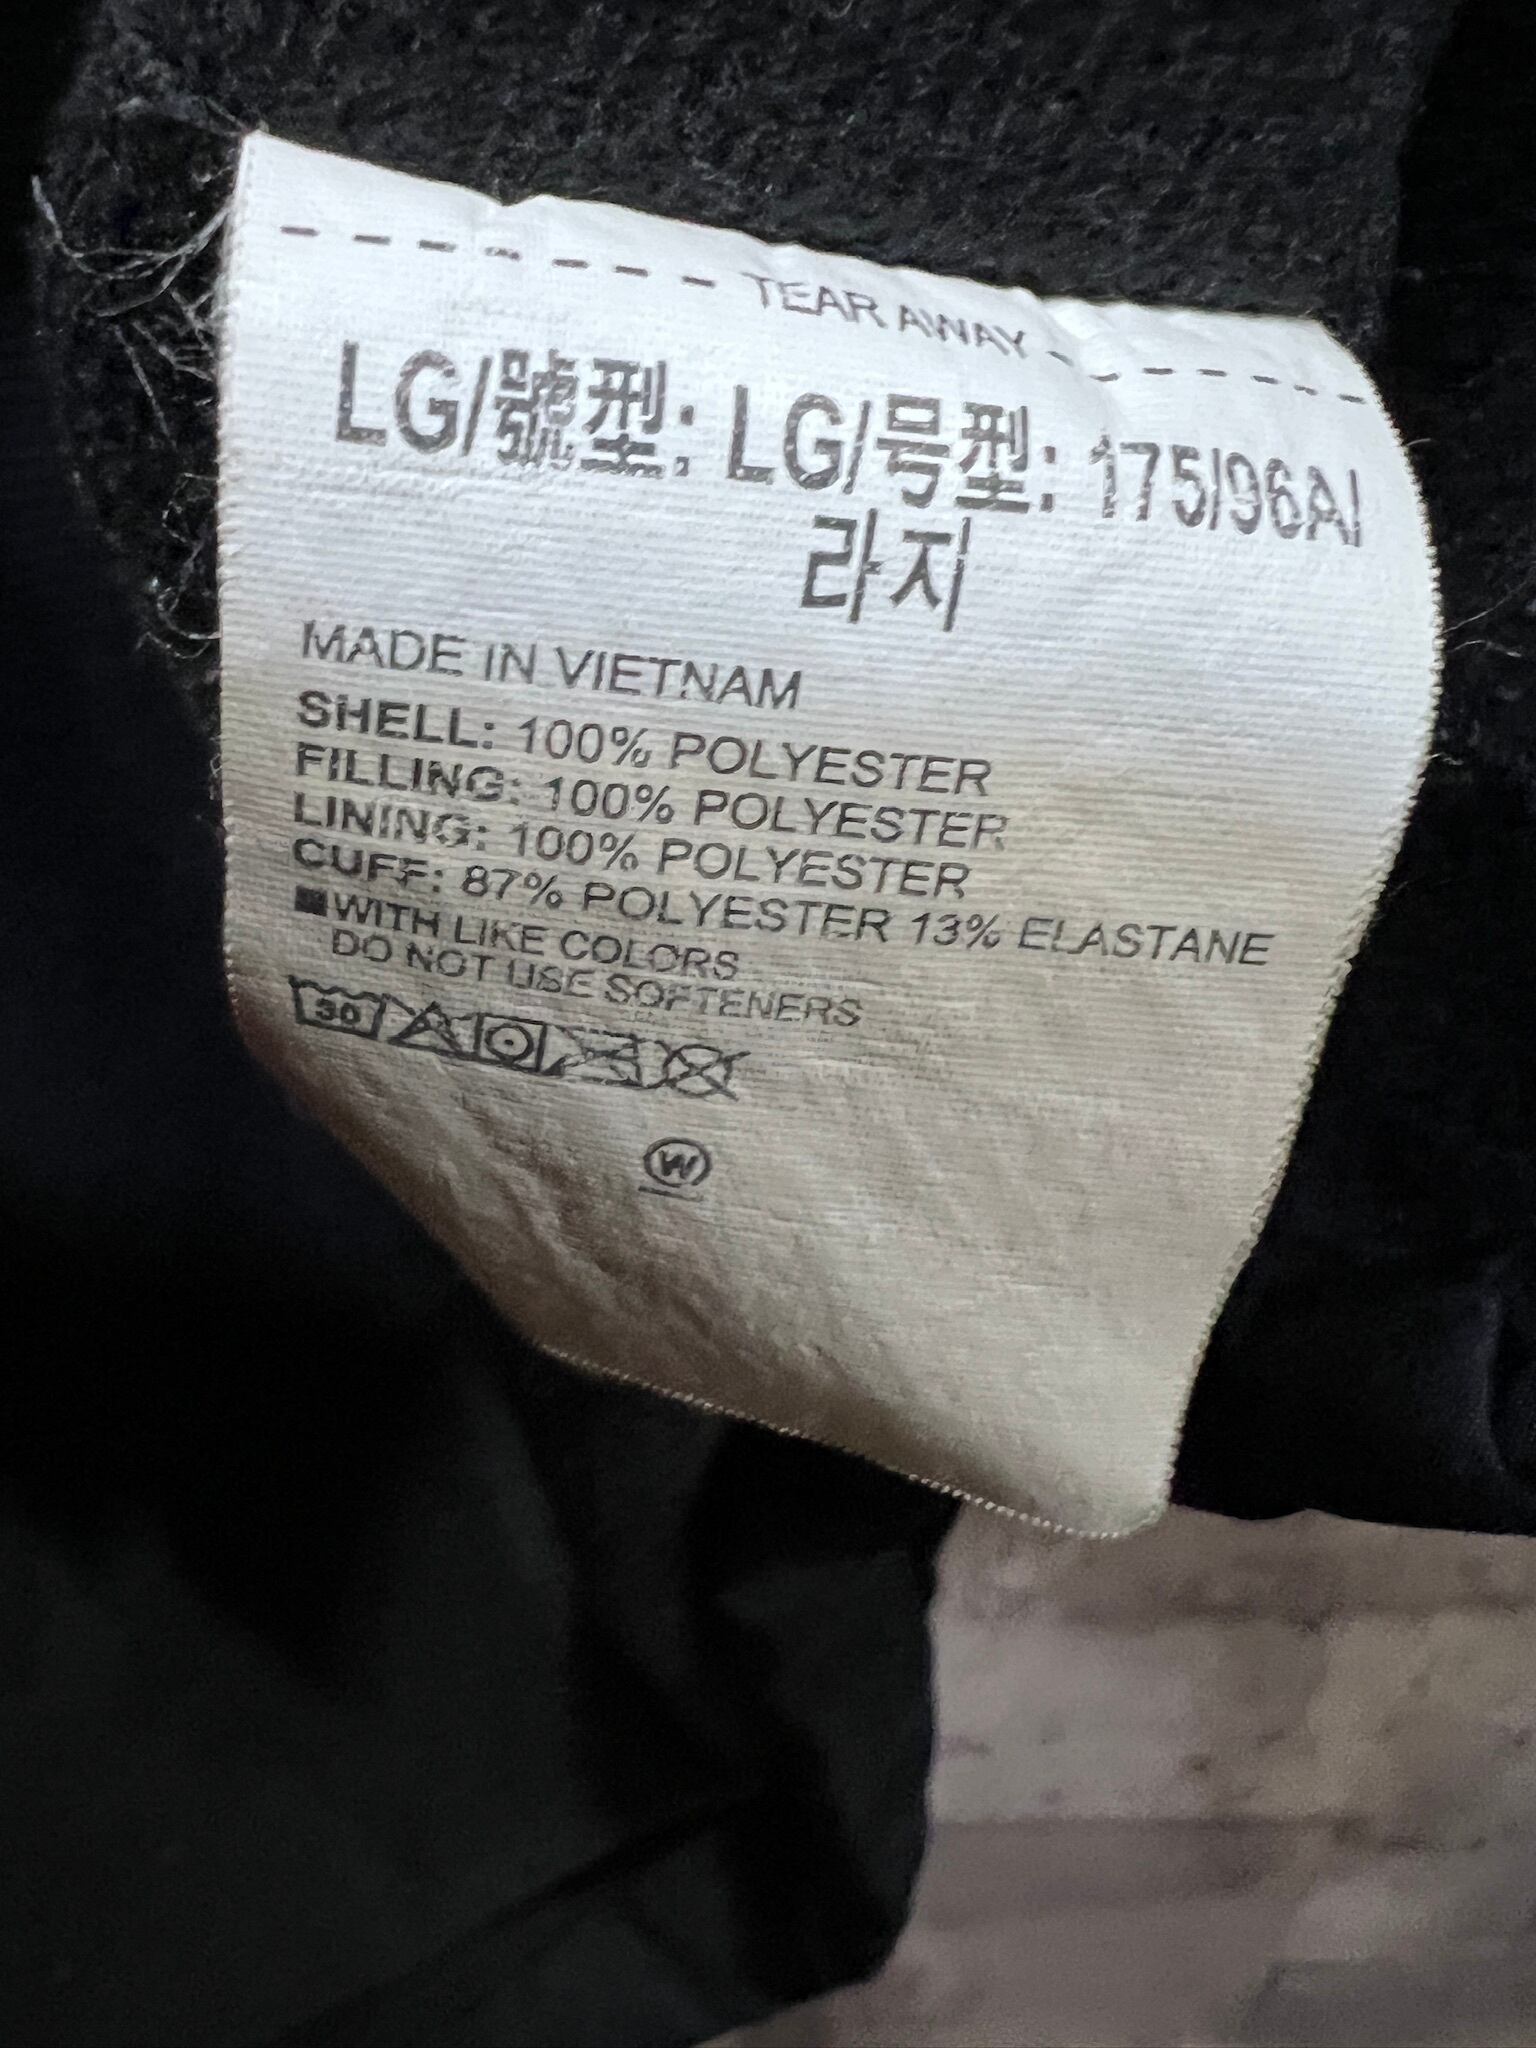 TEAR AWAY
LG/號型: LG/号型: 175/96A/
라지
MADE IN VIETNAM
SHELL: 100% POLYESTER
FILLING: 100% POLYESTER
LINING: 100% POLYESTER
CUFF: 87% POLYESTER 13% ELASTANE
■WITH LIKE COLORS
DO NOT USE SOFTENERS
30
W